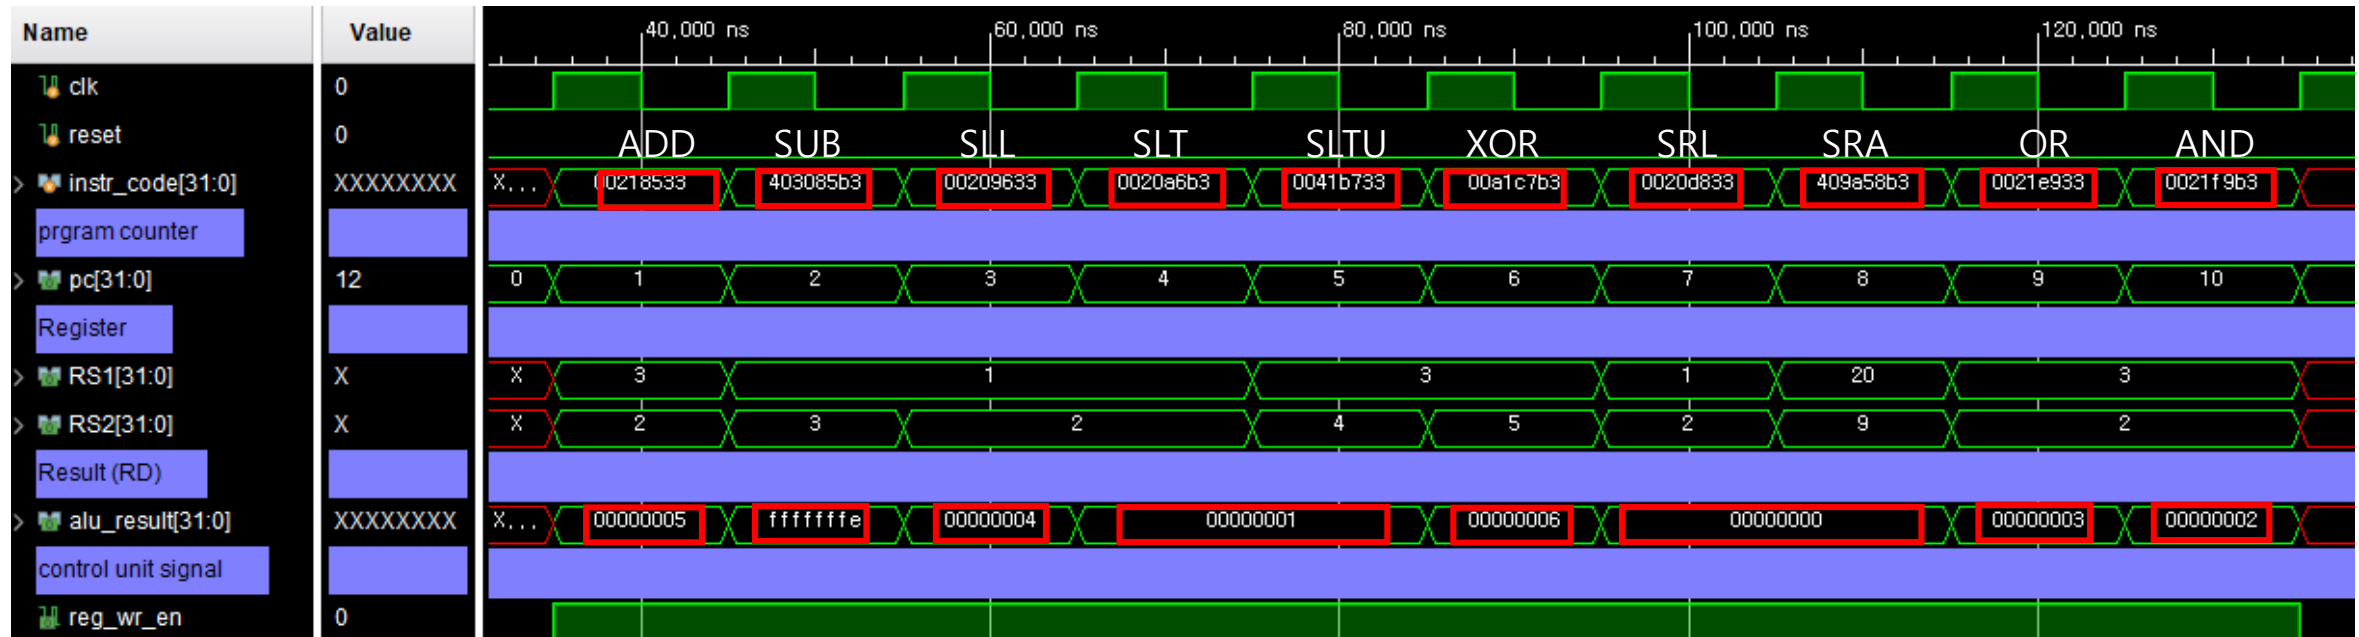 Name Value 40,000 ns 60,000 ns 80,000 ns 100,000 ns 120,000 ns
clk 0
reset 0 ADD SUB SLL SLT SLTU XOR SRL SRA OR AND
instr_code[31:0] XXXXXXXX X... 00218533 403085b3 00209633 0020a6b3 0041b733 00a1c7b3 0020d833 409a58b3 0021e933 0021f9b3
prgram counter
pc[31:0] 12 0 1 2 3 4 5 6 7 8 9 10
Register
RS1[31:0] X X 3 1 3 1 20 3
RS2[31:0] X X 2 3 2 4 5 2 9 2
Result (RD)
alu_result[31:0] XXXXXXXX X... 00000005 fffffffe 00000004 00000001 00000006 00000000 00000003 00000002
control unit signal
reg_wr_en 0